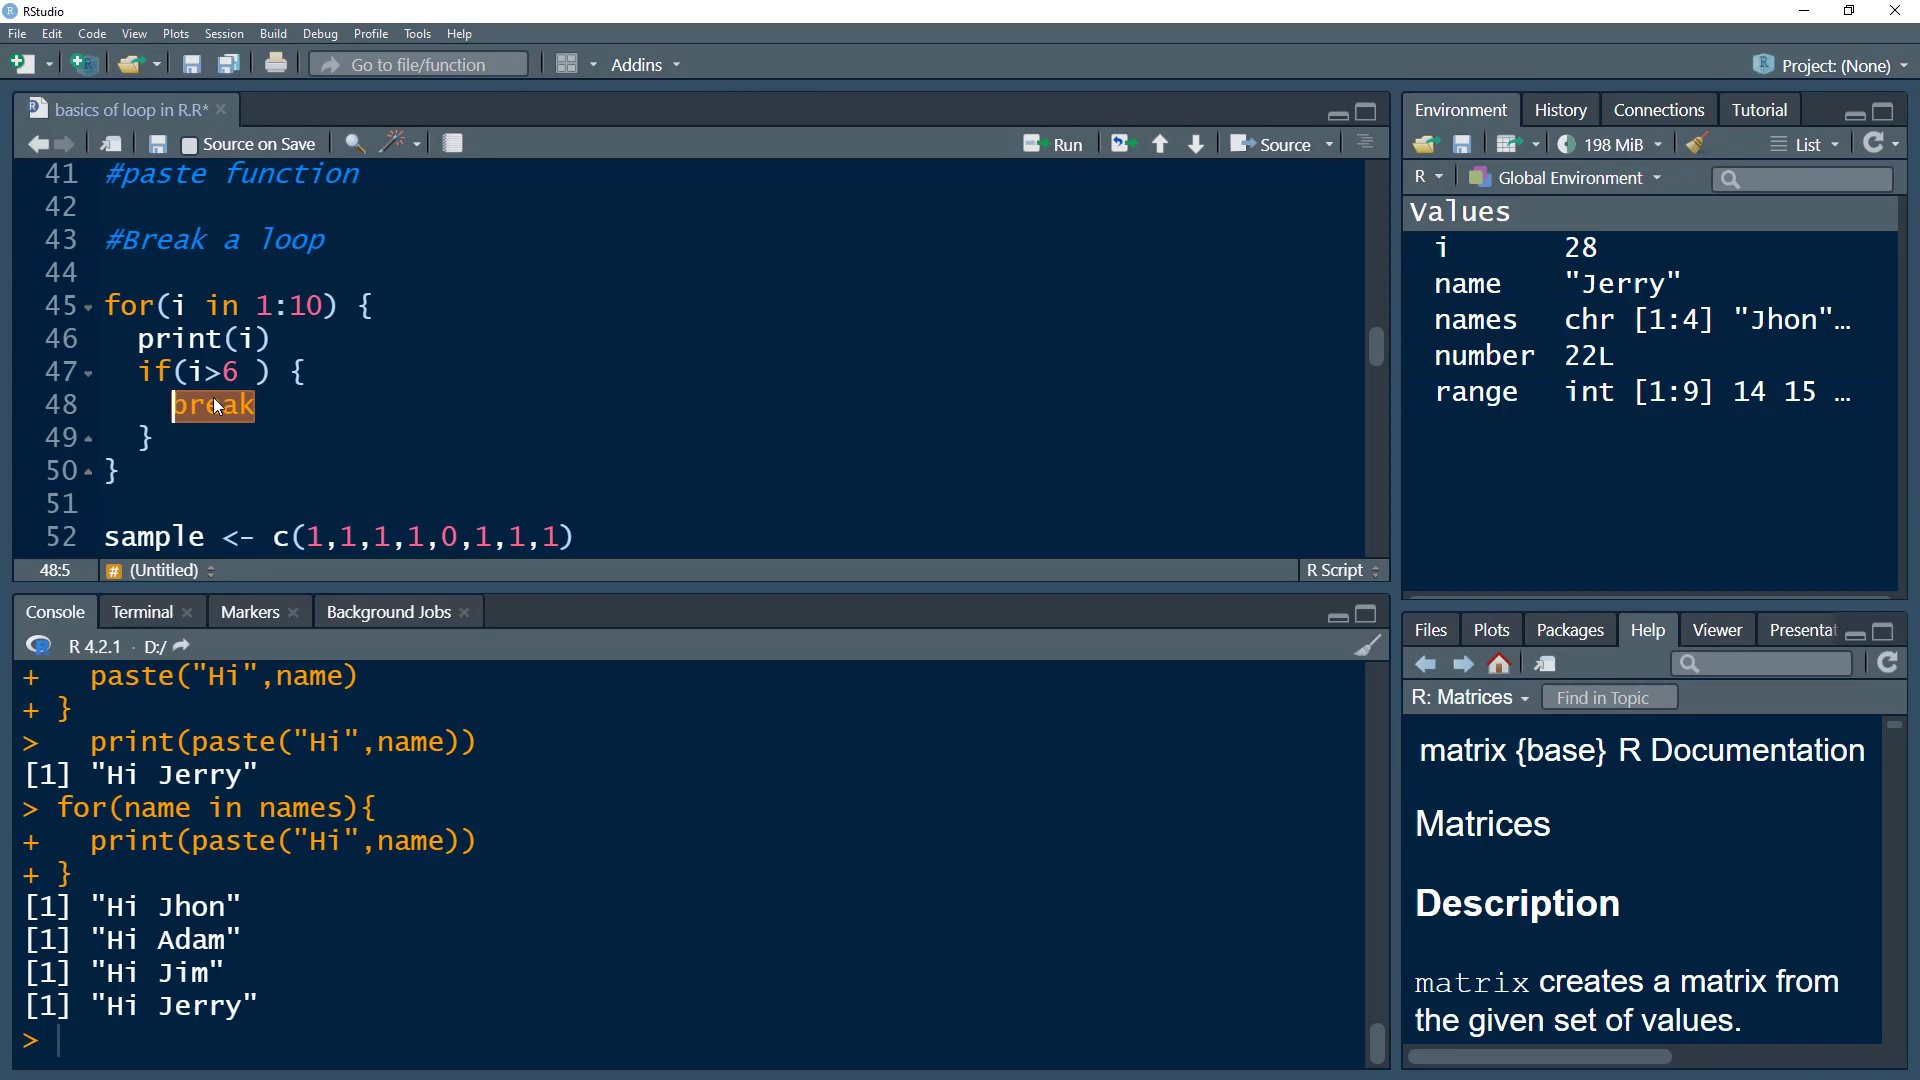 RStudio
File Edit Code View Plots Session Build Debug Profile Tools Help
Go to file/function Addins Project: (None)
basics of loop in R.R*
Source on Save Run Source
41 #paste function
42
43 #Break a loop
44
45 for(i in 1:10) {
46 print(i)
47 if(i>6 ) {
48 break
49 }
50 }
51
52 sample <- c(1,1,1,1,0,1,1,1)
48:5 # (Untitled) R Script
Console Terminal Markers Background Jobs
R 4.2.1 · D:/
+ paste("Hi",name)
+ }
> print(paste("Hi",name))
[1] "Hi Jerry"
> for(name in names){
+ print(paste("Hi",name))
+ }
[1] "Hi Jhon"
[1] "Hi Adam"
[1] "Hi Jim"
[1] "Hi Jerry"
>
Environment History Connections Tutorial
198 MiB List
R Global Environment
Values
i 28
name "Jerry"
names chr [1:4] "Jhon"…
number 22L
range int [1:9] 14 15 …
Files Plots Packages Help Viewer Presentat
R: Matrices Find in Topic
matrix {base} R Documentation
Matrices
Description
matrix creates a matrix from
the given set of values.